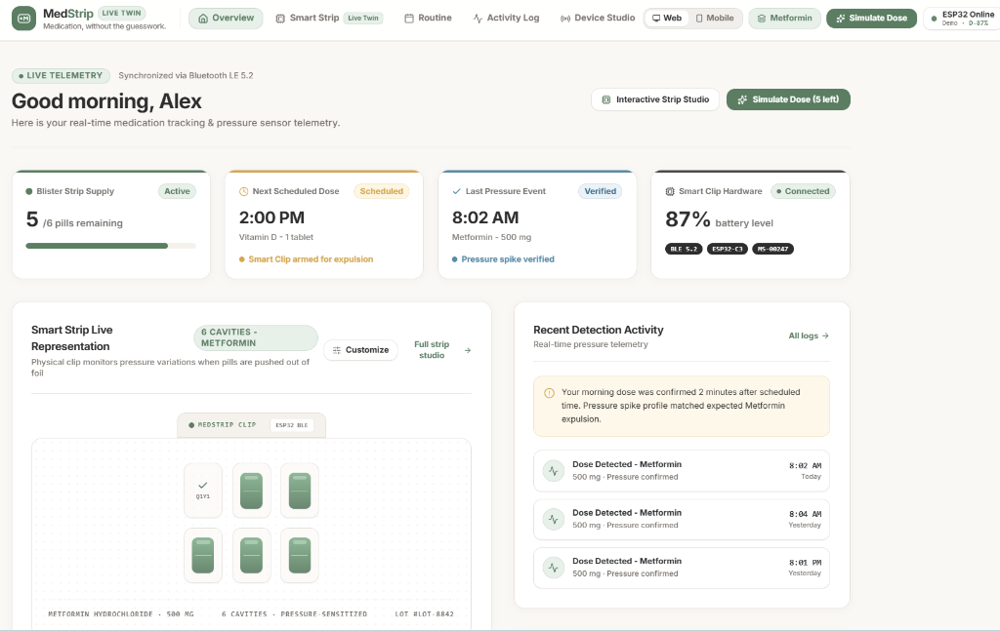 MedStrip LIVE TWIN
Medication, without the guesswork.
Overview
Smart Strip Live Twin
Routine
Activity Log
Device Studio
Web
Mobile
Metformin
Simulate Dose
ESP32 Online
Demo · D-87%
LIVE TELEMETRY Synchronized via Bluetooth LE 5.2
Good morning, Alex
Here is your real-time medication tracking & pressure sensor telemetry.
Interactive Strip Studio
Simulate Dose (5 left)
Blister Strip Supply Active
5 /6 pills remaining
Next Scheduled Dose Scheduled
2:00 PM
Vitamin D - 1 tablet
Smart Clip armed for expulsion
Last Pressure Event Verified
8:02 AM
Metformin - 500 mg
Pressure spike verified
Smart Clip Hardware Connected
87% battery level
BLE 5.2 ESP32-C3 MS-00247
Smart Strip Live
Representation
6 CAVITIES -
METFORMIN
Physical clip monitors pressure variations when pills are pushed out of
foil
Customize
Full strip
studio →
MEDSTRIP CLIP ESP32 BLE
METFORMIN HYDROCHLORIDE · 500 MG 6 CAVITIES · PRESSURE-SENSITIZED LOT #LOT-8842
Recent Detection Activity
Real-time pressure telemetry
All logs →
Your morning dose was confirmed 2 minutes after scheduled
time. Pressure spike profile matched expected Metformin
expulsion.
Dose Detected - Metformin 8:02 AM
500 mg · Pressure confirmed Today
Dose Detected - Metformin 8:04 AM
500 mg · Pressure confirmed Yesterday
Dose Detected - Metformin 8:01 PM
500 mg · Pressure confirmed Yesterday